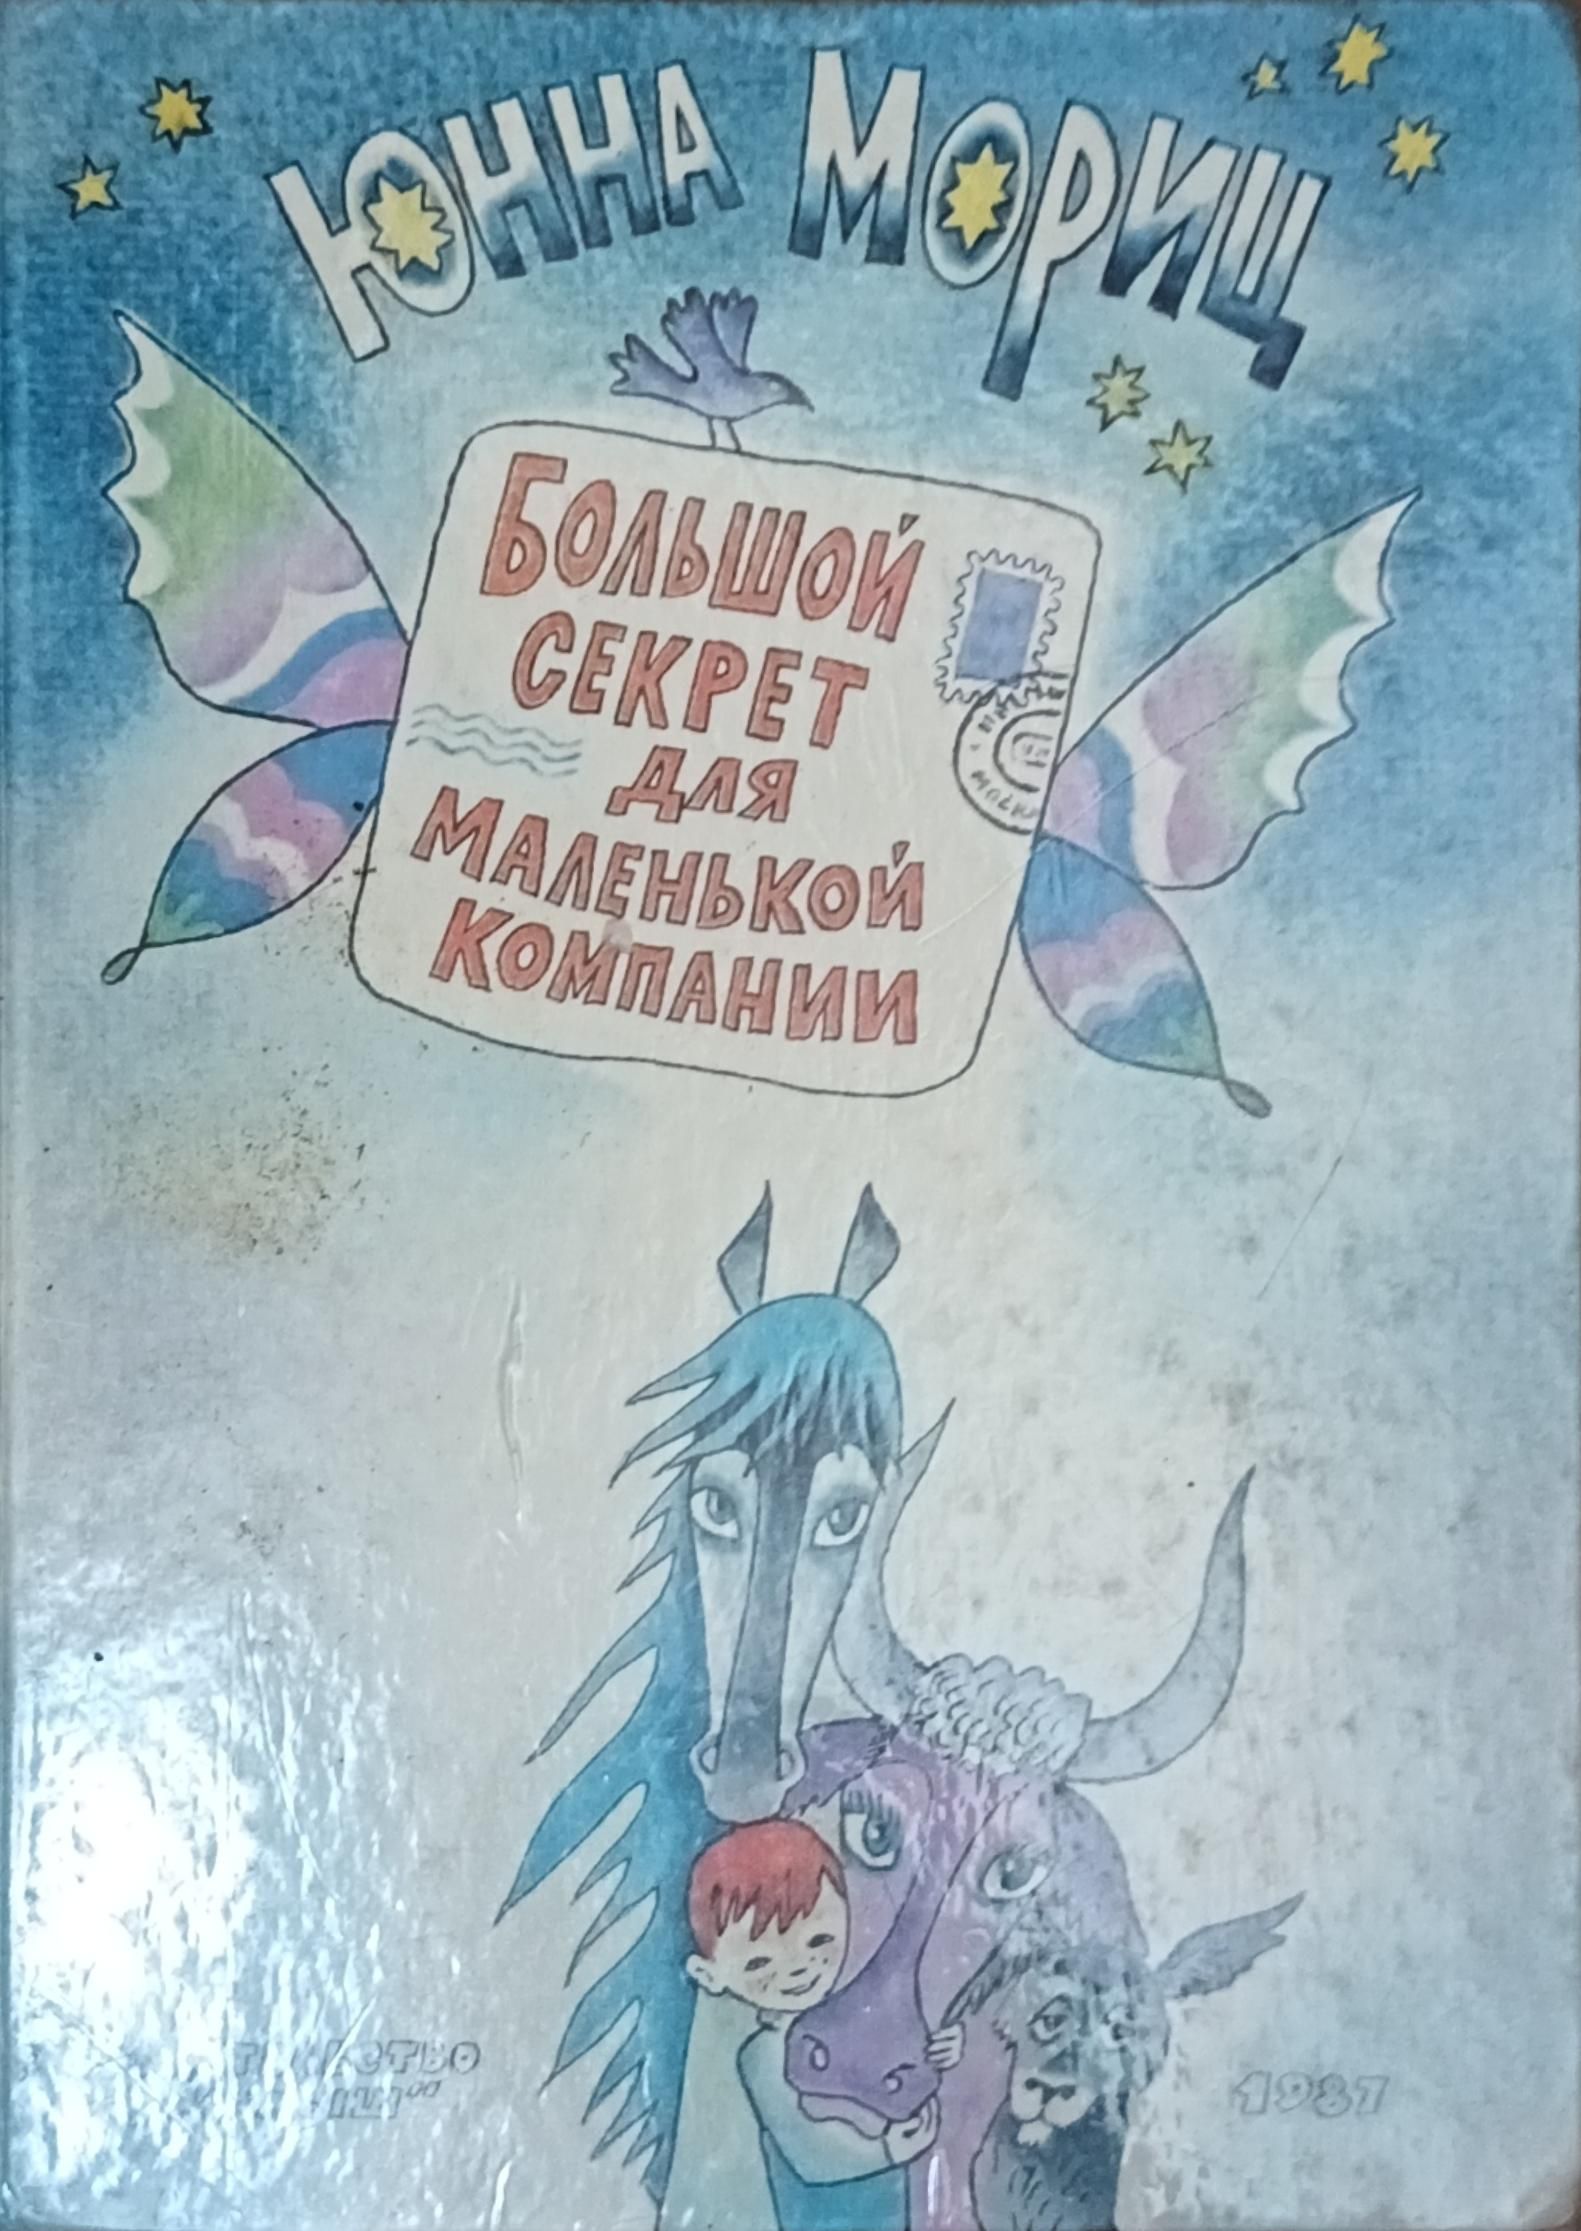 Юнна Мориц
Большой
секрет
для
маленькой
компании
1987